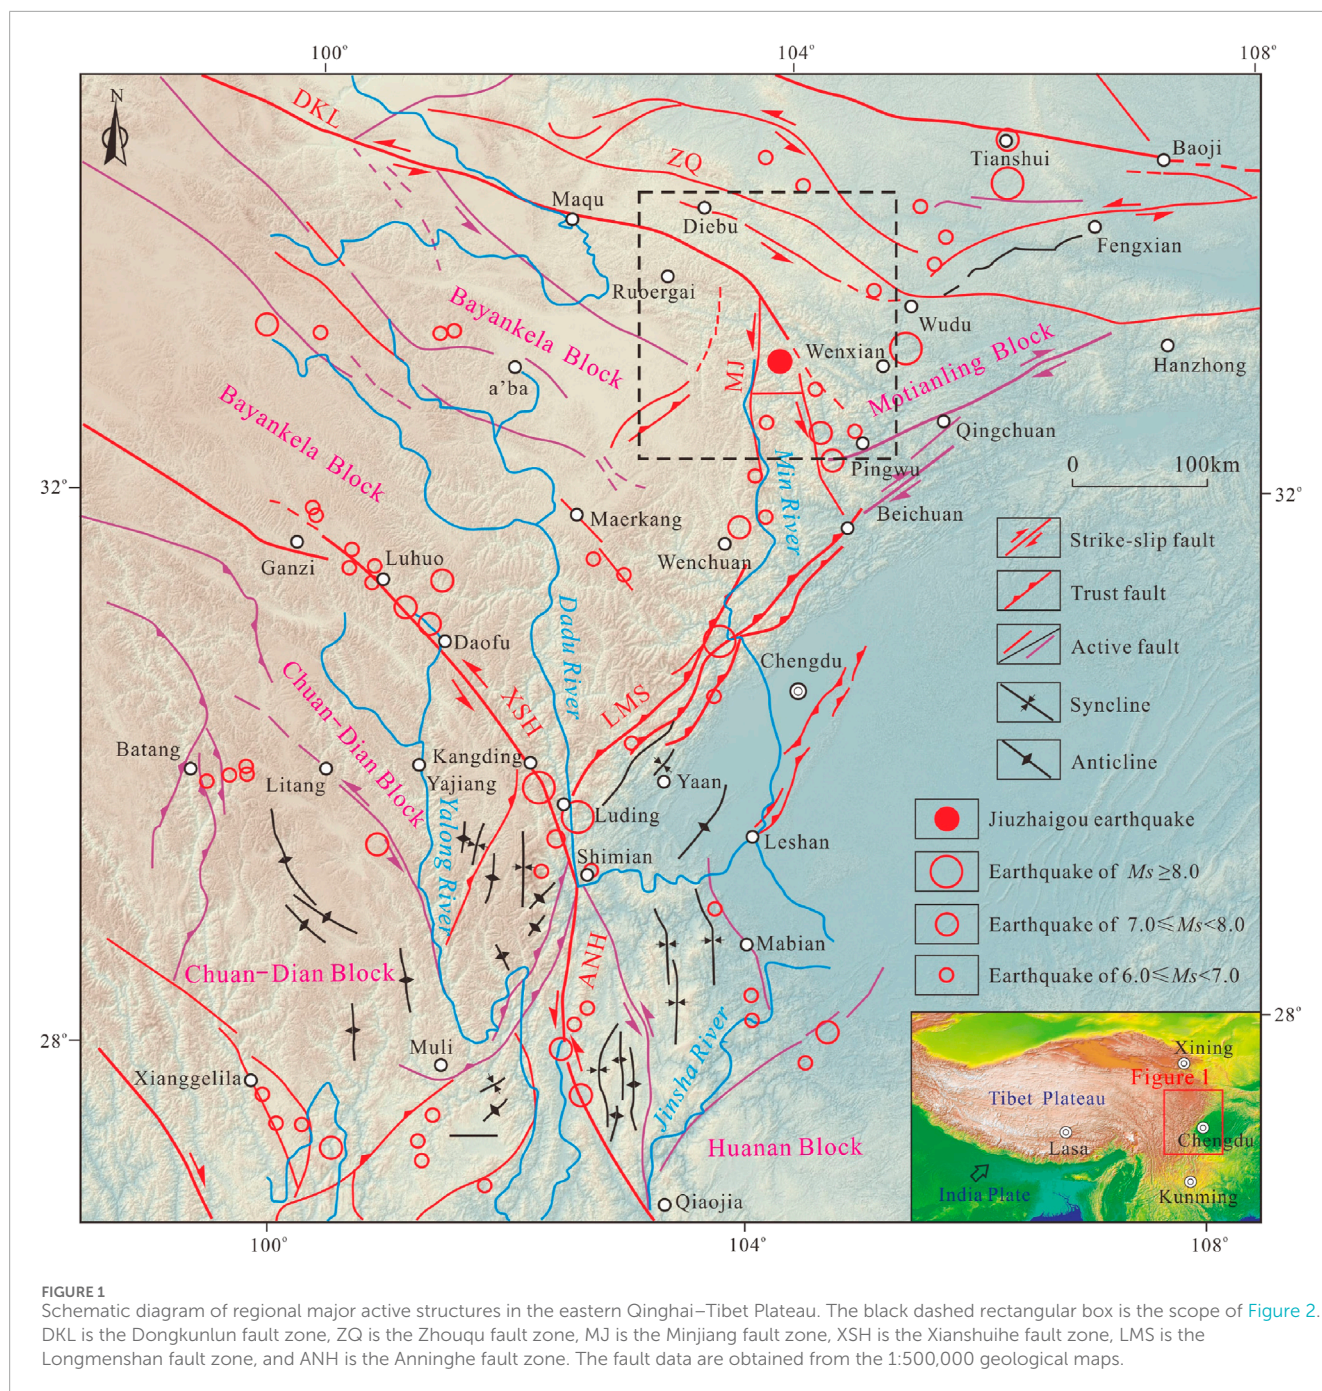 100°
104°
108°
N
DKL
ZQ
Tianshui
Baoji
Maqu
Diebu
Fengxian
Ruoergai
Bayankela Block
Wudu
Wenxian
Motianling Block
Hanzhong
MJ
a'ba
Bayankela Block
Qingchuan
Pingwu
32°
32°
0
100km
Min River
Maerkang
Beichuan
Wenchuan
Ganzi
Luhuo
Strike-slip fault
Trust fault
Daofu
Dadu River
Chengdu
Active fault
Chuan-Dian Block
XSH
LMS
Syncline
Batang
Litang
Kangding
Yajiang
Yaan
Anticline
Yalong River
Luding
Leshan
Jiuzhaigou earthquake
Shimian
Earthquake of Ms ≥8.0
Mabian
Earthquake of 7.0≤Ms<8.0
Chuan-Dian Block
ANH
Earthquake of 6.0≤Ms<7.0
28°
28°
Muli
Jinsha River
Xianggelila
Huanan Block
Qiaojia
Xining
Figure 1
Tibet Plateau
Lasa
Chengdu
India Plate
Kunming
100°
104°
108°
FIGURE 1
Schematic diagram of regional major active structures in the eastern Qinghai–Tibet Plateau. The black dashed rectangular box is the scope of Figure 2.
DKL is the Dongkunlun fault zone, ZQ is the Zhouqu fault zone, MJ is the Minjiang fault zone, XSH is the Xianshuihe fault zone, LMS is the
Longmenshan fault zone, and ANH is the Anninghe fault zone. The fault data are obtained from the 1:500,000 geological maps.